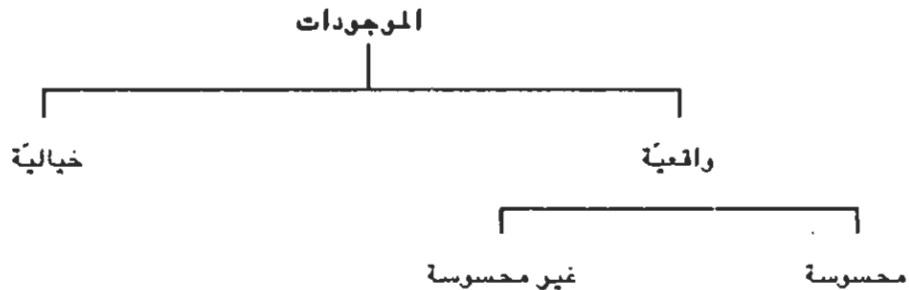 الموجودات
واقعيّة خياليّة
محسوسة غير محسوسة